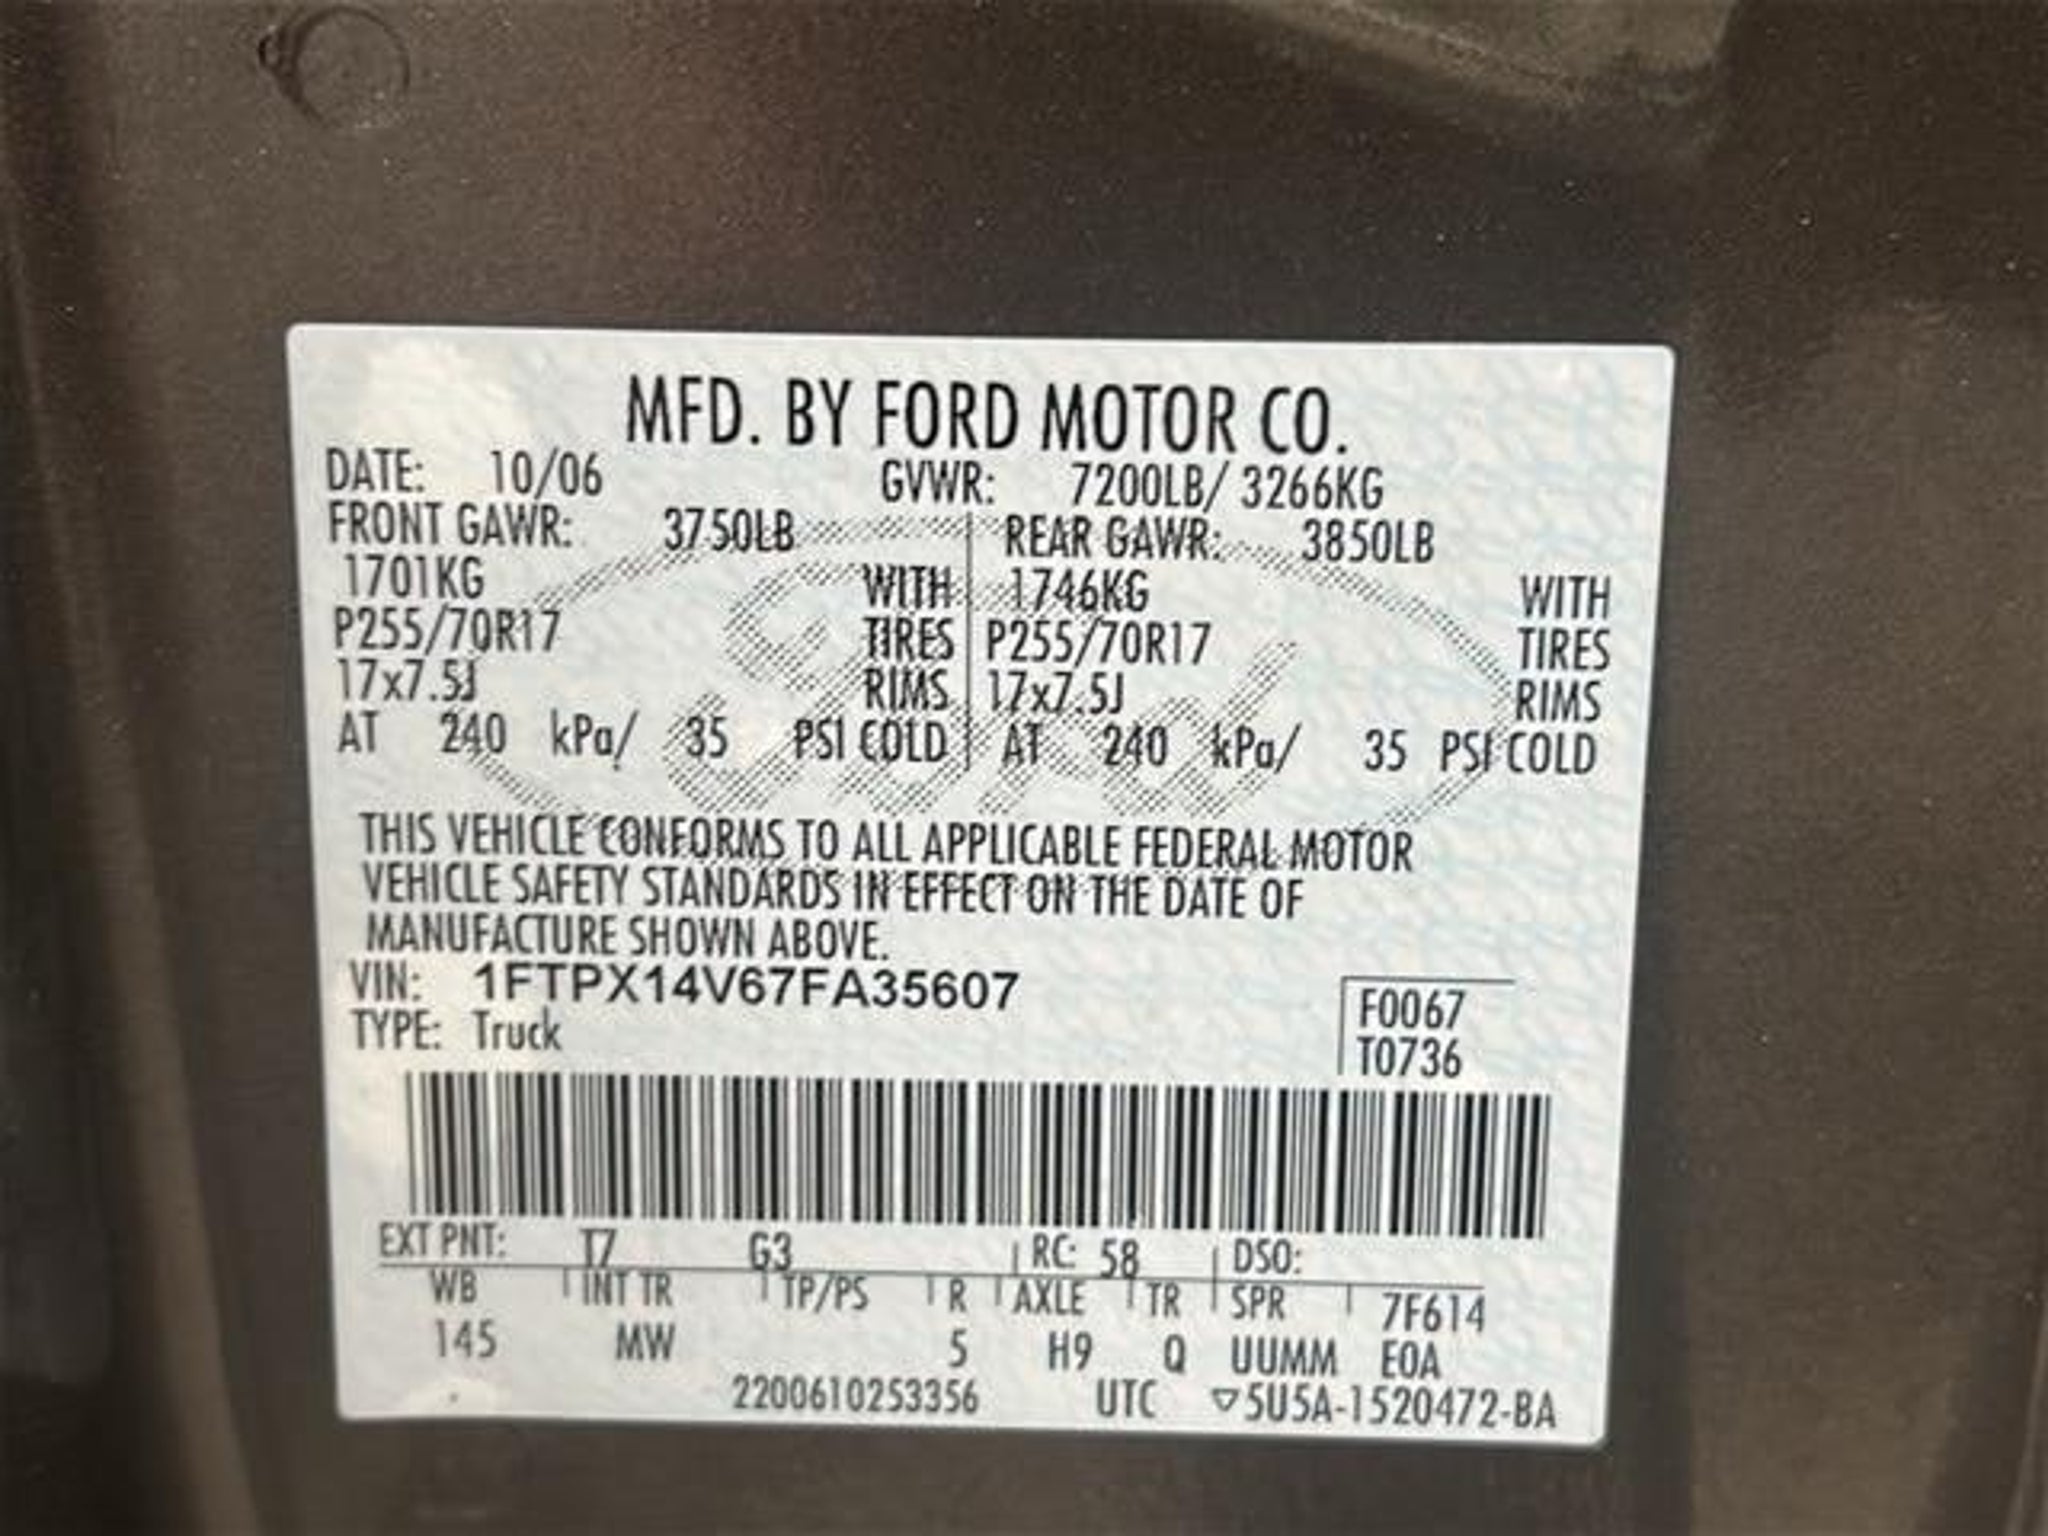 MFD. BY FORD MOTOR CO.
DATE: 10/06 GVWR: 7200LB/ 3266KG
FRONT GAWR: 3750LB REAR GAWR: 3850LB
1701KG WITH 1746KG WITH
P255/70R17 TIRES P255/70R17 TIRES
17x7.5J RIMS 17x7.5J RIMS
AT 240 kPa/ 35 PSI COLD AT 240 kPa/ 35 PSI COLD
Ford
THIS VEHICLE CONFORMS TO ALL APPLICABLE FEDERAL MOTOR
VEHICLE SAFETY STANDARDS IN EFFECT ON THE DATE OF
MANUFACTURE SHOWN ABOVE.
VIN: 1FTPX14V67FA35607
F0067
TYPE: Truck
T0736
EXT PNT: T7 G3 RC: 58 DSO:
WB INT TR TP/PS R AXLE TR SPR 7F614
145 MW 5 H9 Q UUMM E0A
2200610253356 UTC ▽5U5A-1520472-BA